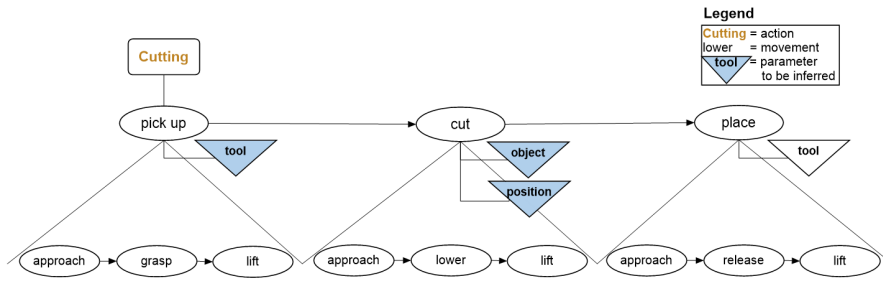 Legend
Cutting = action
lower = movement
tool = parameter
to be inferred
Cutting
pick up
cut
place
tool
object
tool
position
approach
grasp
lift
approach
lower
lift
approach
release
lift